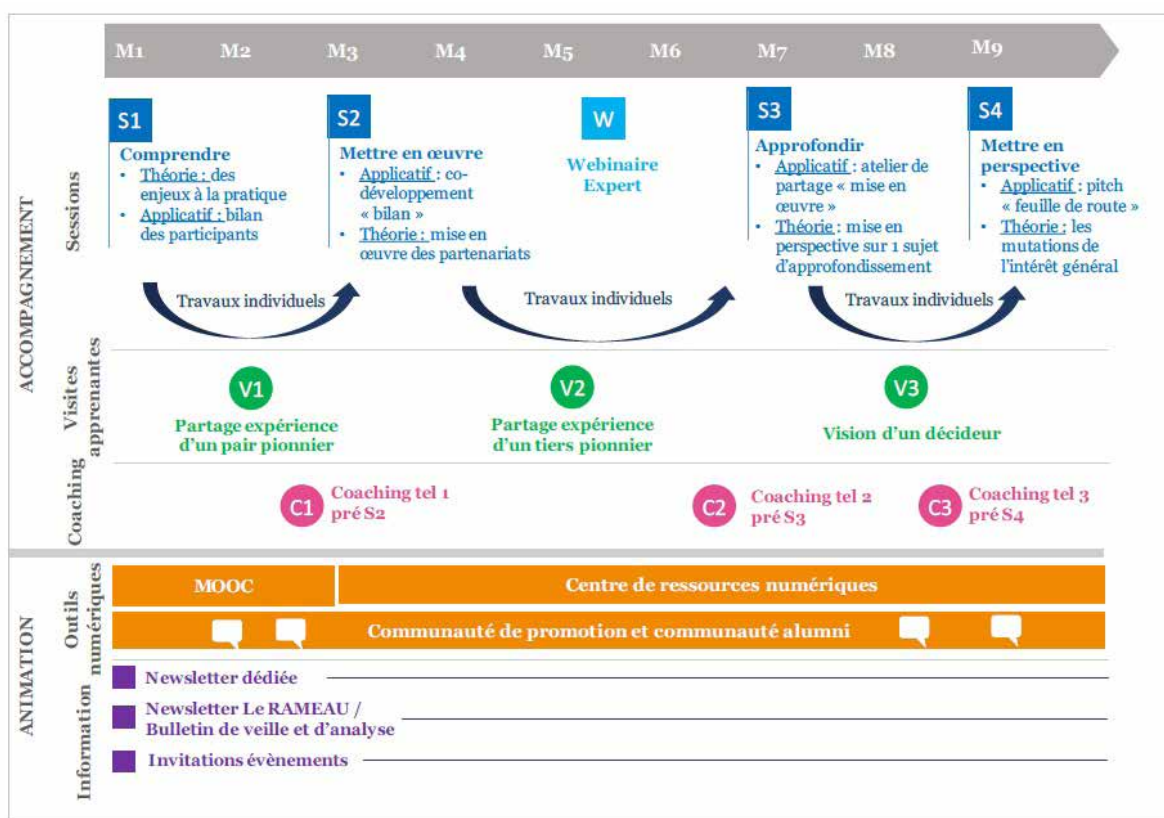 M1 M2 M3 M4 M5 M6 M7 M8 M9
ACCOMPAGNEMENT
Sessions
S1
Comprendre
• Théorie : des
enjeux à la pratique
• Applicatif : bilan
des participants
S2
Mettre en œuvre
• Applicatif : co-
développement
« bilan »
• Théorie : mise en
œuvre des partenariats
W
Webinaire
Expert
S3
Approfondir
• Applicatif : atelier de
partage « mise en
œuvre »
• Théorie : mise en
perspective sur 1 sujet
d'approfondissement
S4
Mettre en
perspective
• Applicatif : pitch
« feuille de route »
• Théorie : les
mutations de
l'intérêt général
Travaux individuels
Travaux individuels
Travaux individuels
Visites
apprenantes
V1
Partage expérience
d'un pair pionnier
V2
Partage expérience
d'un tiers pionnier
V3
Vision d'un décideur
Coaching
C1
Coaching tel 1
pré S2
C2
Coaching tel 2
pré S3
C3
Coaching tel 3
pré S4
ANIMATION
Outils
numériques
MOOC
Centre de ressources numériques
Communauté de promotion et communauté alumni
Information
Newsletter dédiée
Newsletter Le RAMEAU /
Bulletin de veille et d'analyse
Invitations évènements